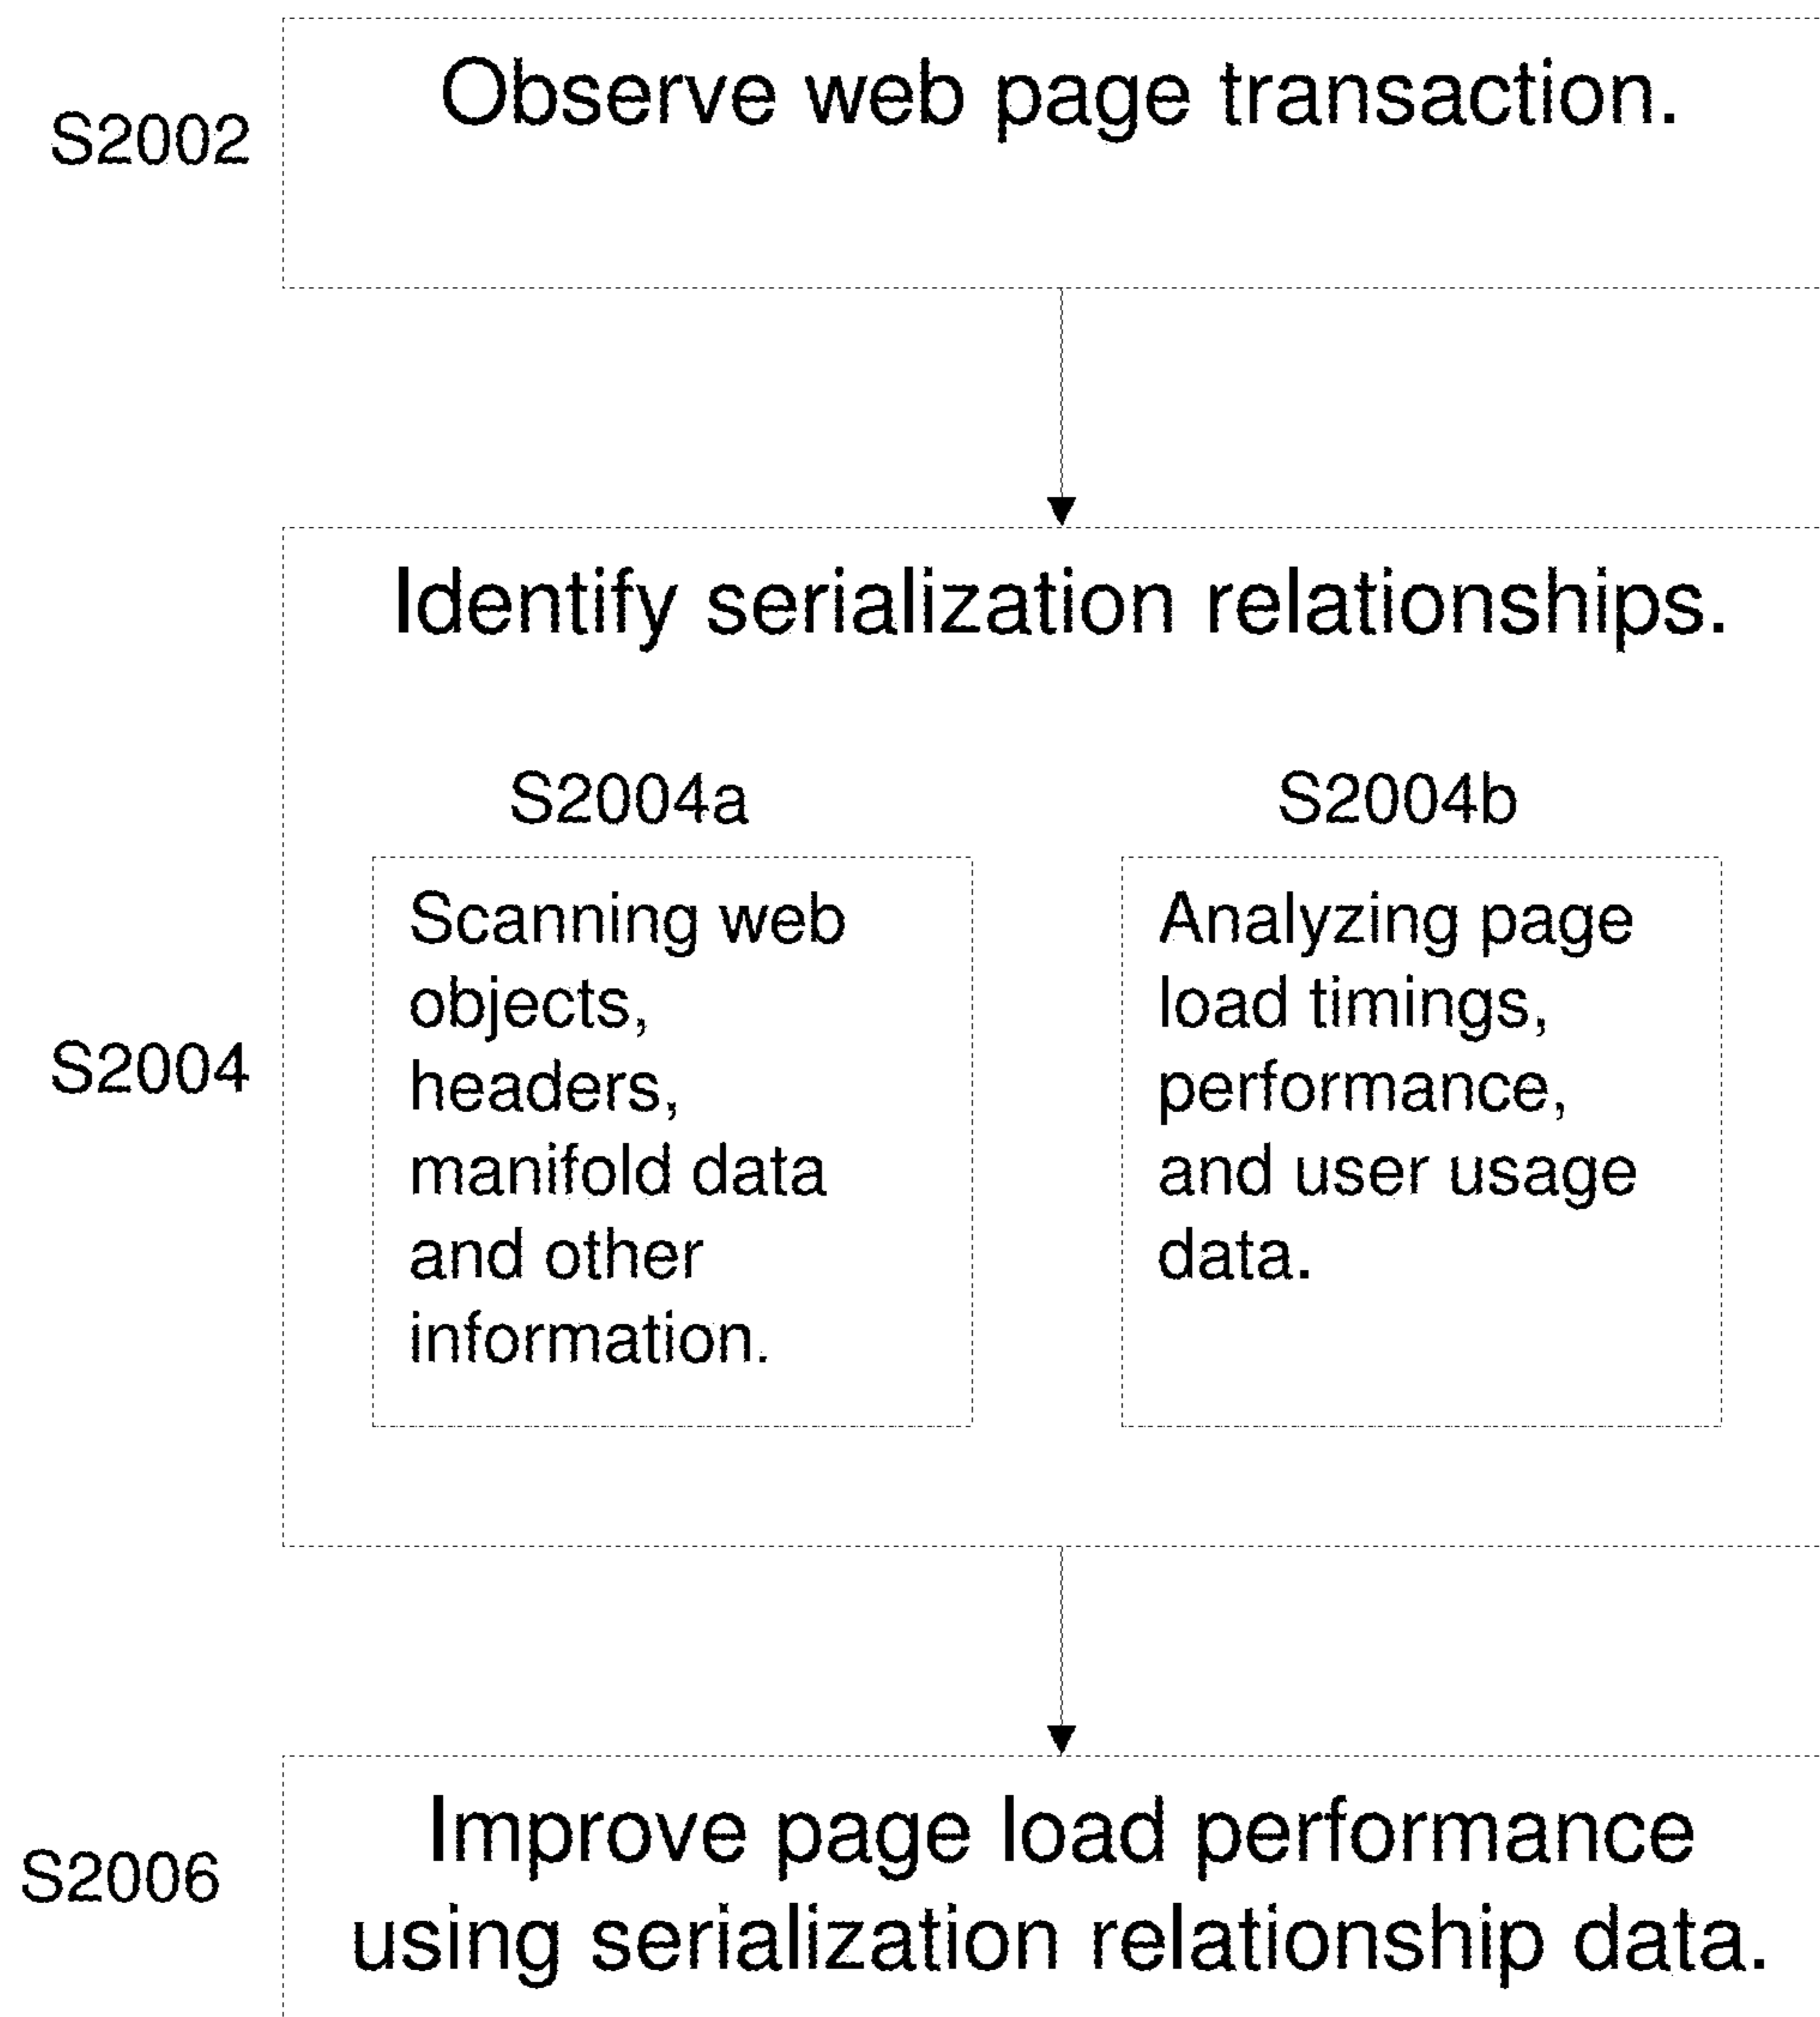 Observe web page transaction.
S2002
Identify serialization relationships.
S2004a
S2004b
Scanning web
objects,
headers,
manifold data
and other
information.
Analyzing page
load timings,
performance,
and user usage
data.
S2004
Improve page load performance
S2006
using serialization relationship data.